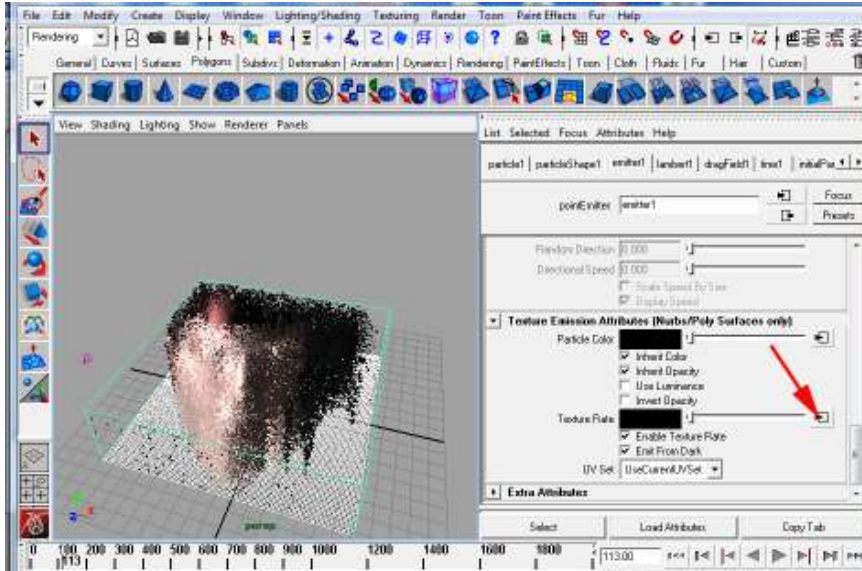 File Edit Modify Create Display Window Lighting/Shading Texturing Render Toon Paint Effects Fur Help
Rendering
General Curves Surfaces Polygons Subdivs Deformation Animation Dynamics Rendering PaintEffects Toon Cloth Fluids Fur Hair Custom
View Shading Lighting Show Renderer Panels
List Selected Focus Attributes Help
particle1 particleShape1 emitter1 lambert1 dragField1 time1 initialPar
pointEmitter emitter1
Focus
Presets
Random Direction 0.000
Directional Speed 0.000
Scale Speed By Size
Display Speed
Texture Emission Attributes (Nurbs/Poly Surfaces only)
Particle Color
Inherit Color
Inherit Opacity
Use Luminance
Invert Opacity
Texture Rate
Enable Texture Rate
Emit From Dark
UV Set UseCurrentUVSet
Extra Attributes
persp
Select Load Attributes Copy Tab
0 100 200 300 400 500 600 700 800 900 1000 1200 1400 1600 1800 113.00
113